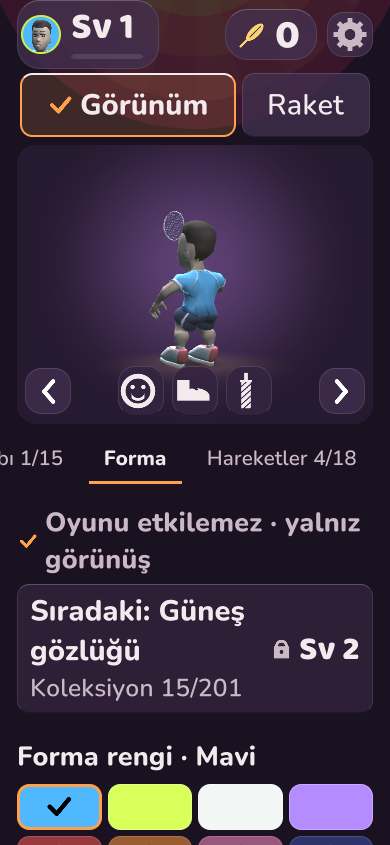 Sv 1
0
Görünüm
Raket
bı 1/15
Forma
Hareketler 4/18
Oyunu etkilemez · yalnız
görünüş
Sıradaki: Güneş
gözlüğü
Sv 2
Koleksiyon 15/201
Forma rengi · Mavi